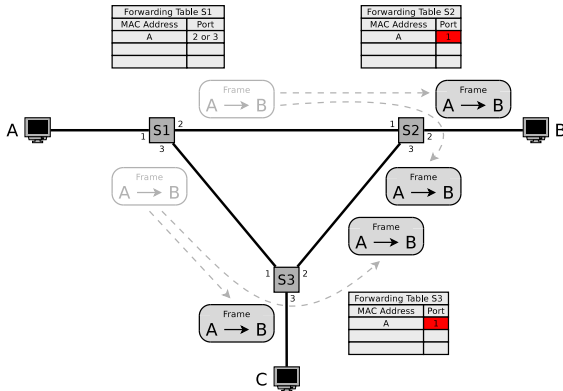 Forwarding Table S1
MAC Address Port
A 2 or 3
Forwarding Table S2
MAC Address Port
A 1
Frame
A B
Frame
A B
A
1
S1
2
3
1
S2
2
3
B
Frame
A B
Frame
A B
Frame
A B
1
S3
2
3
Frame
A B
Forwarding Table S3
MAC Address Port
A 1
C